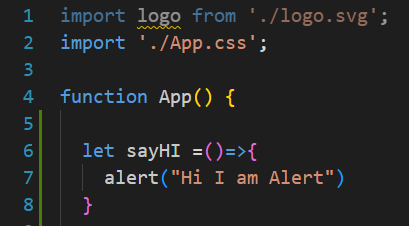 1 import logo from './logo.svg';
2 import './App.css';
3
4 function App() {
5
6 let sayHI =()=>{
7 alert("Hi I am Alert")
8 }